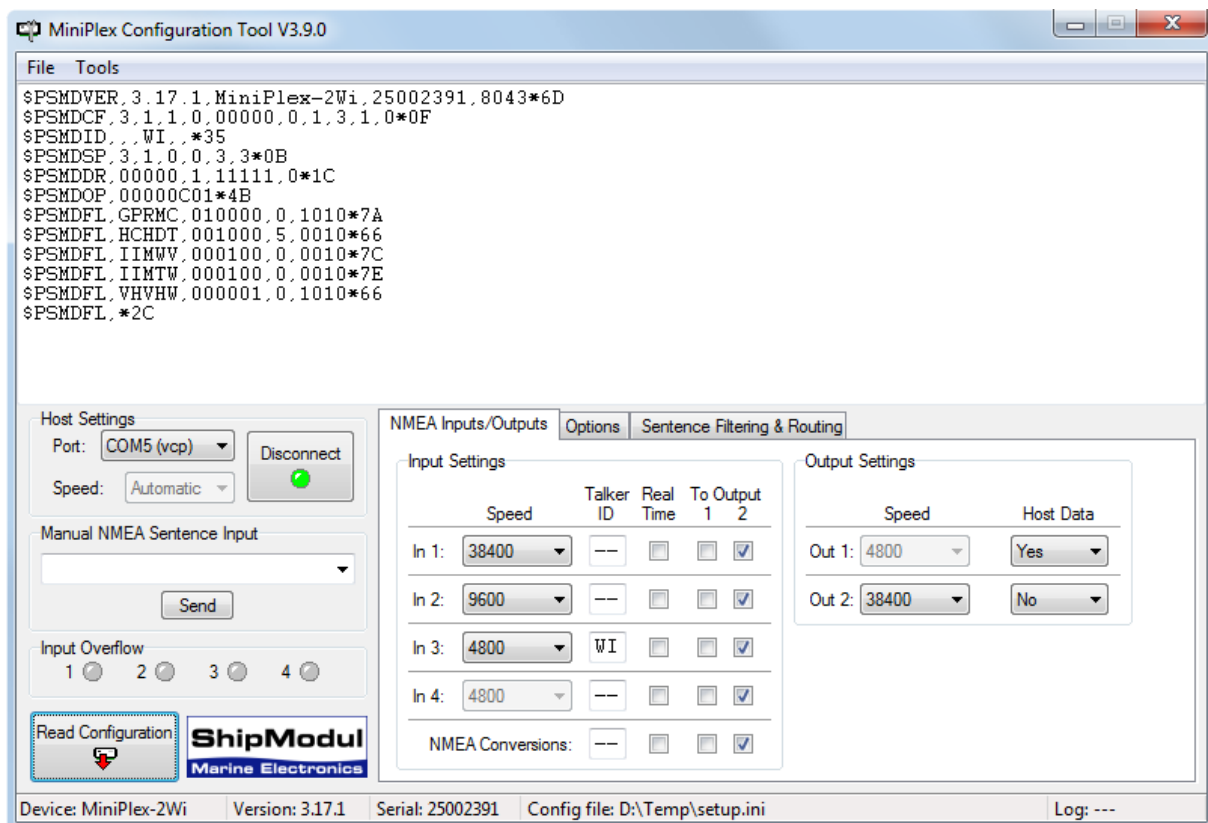 MiniPlex Configuration Tool V3.9.0
File Tools
$PSMDVER,3.17.1,MiniPlex-2Wi,25002391,8043*6D
$PSMDCF,3,1,1,0,00000,0,1,3,1,0*0F
$PSMDID,,,WI,,*35
$PSMDSP,3,1,0,0,3,3*0B
$PSMDDR,00000,1,11111,0*1C
$PSMDOP,00000C01*4B
$PSMDFL,GPRMC,010000,0,1010*7A
$PSMDFL,HCHDT,001000,5,0010*66
$PSMDFL,IIMWV,000100,0,0010*7C
$PSMDFL,IIMTW,000100,0,0010*7E
$PSMDFL,VHVHW,000001,0,1010*66
$PSMDFL,*2C
Host Settings
Port: COM5 (vcp)
Disconnect
Speed: Automatic
Manual NMEA Sentence Input
Send
Input Overflow
1 2 3 4
Read Configuration
ShipModul
Marine Electronics
NMEA Inputs/Outputs Options Sentence Filtering & Routing
Input Settings
Talker Real To Output
Speed ID Time 1 2
In 1: 38400 --
In 2: 9600 --
In 3: 4800 WI
In 4: 4800 --
NMEA Conversions: --
Output Settings
Speed Host Data
Out 1: 4800 Yes
Out 2: 38400 No
Device: MiniPlex-2Wi Version: 3.17.1 Serial: 25002391 Config file: D:\Temp\setup.ini Log: ---